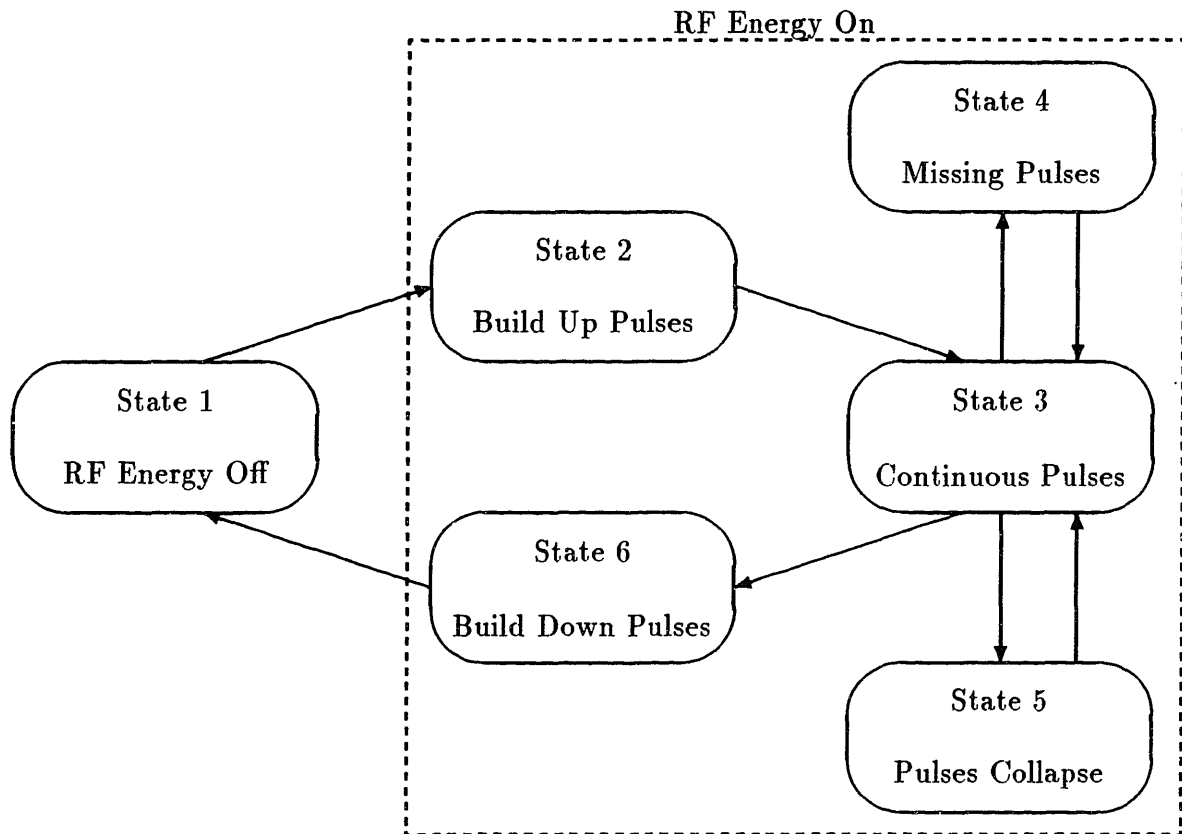 RF Energy On
State 4
Missing Pulses
State 2
Build Up Pulses
State 1
RF Energy Off
State 3
Continuous Pulses
State 6
Build Down Pulses
State 5
Pulses Collapse